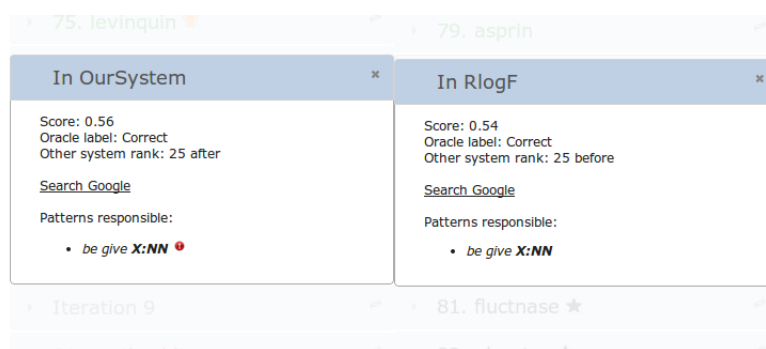 75. levinquin
79. asprin
In OurSystem
Score: 0.56
Oracle label: Correct
Other system rank: 25 after
Search Google
Patterns responsible:
• be give X:NN
In RlogF
Score: 0.54
Oracle label: Correct
Other system rank: 25 before
Search Google
Patterns responsible:
• be give X:NN
Iteration 9
81. fluctnase ★